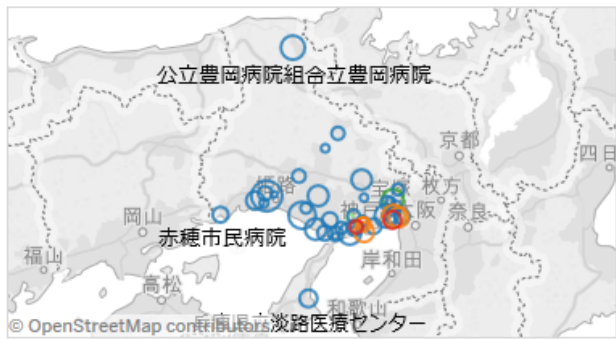 公立豊岡病院組合立豊岡病院
京都
四日
姫路
宝塚
枚方
岡山
神戸
大阪
奈良
赤穂市民病院
福山
岸和田
高松
和歌山
© OpenStreetMap contributors
淡路医療センター